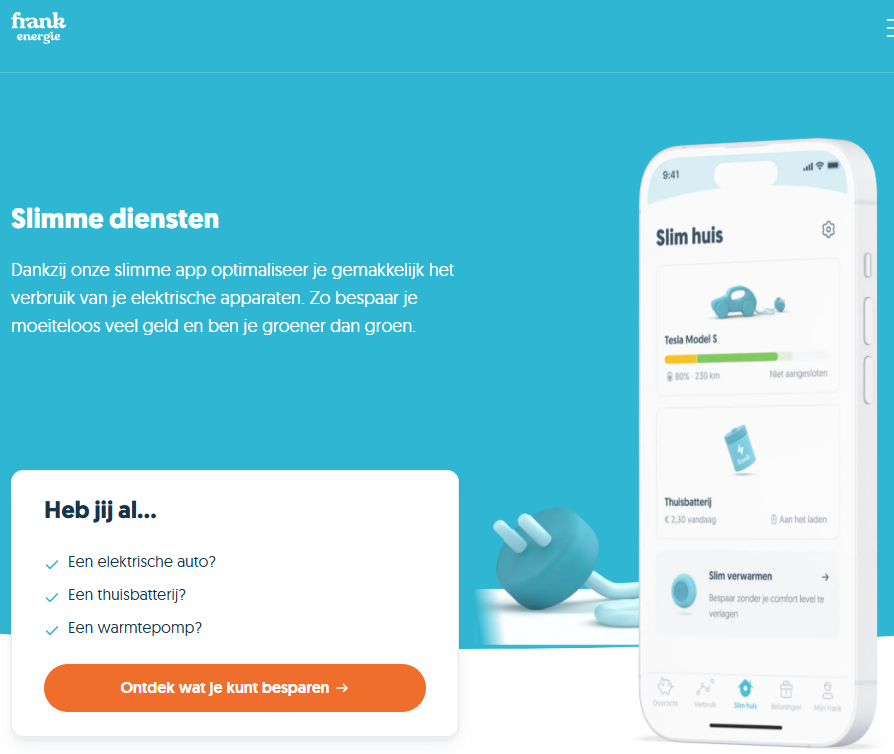 frank
energie
Slimme diensten
Dankzij onze slimme app optimaliseer je gemakkelijk het
verbruik van je elektrische apparaten. Zo bespaar je
moeiteloos veel geld en ben je groener dan groen.
Heb jij al...
Een elektrische auto?
Een thuisbatterij?
Een warmtepomp?
Ontdek wat je kunt besparen →
9:41
Slim huis
Tesla Model S
80% · 230 km Niet aangesloten
frank
Thuisbatterij
€ 2,30 vandaag Aan het laden
Slim verwarmen →
Bespaar zonder je comfort level te
verlagen
Overzicht Verbruik Slim huis Beloningen Mijn Frank